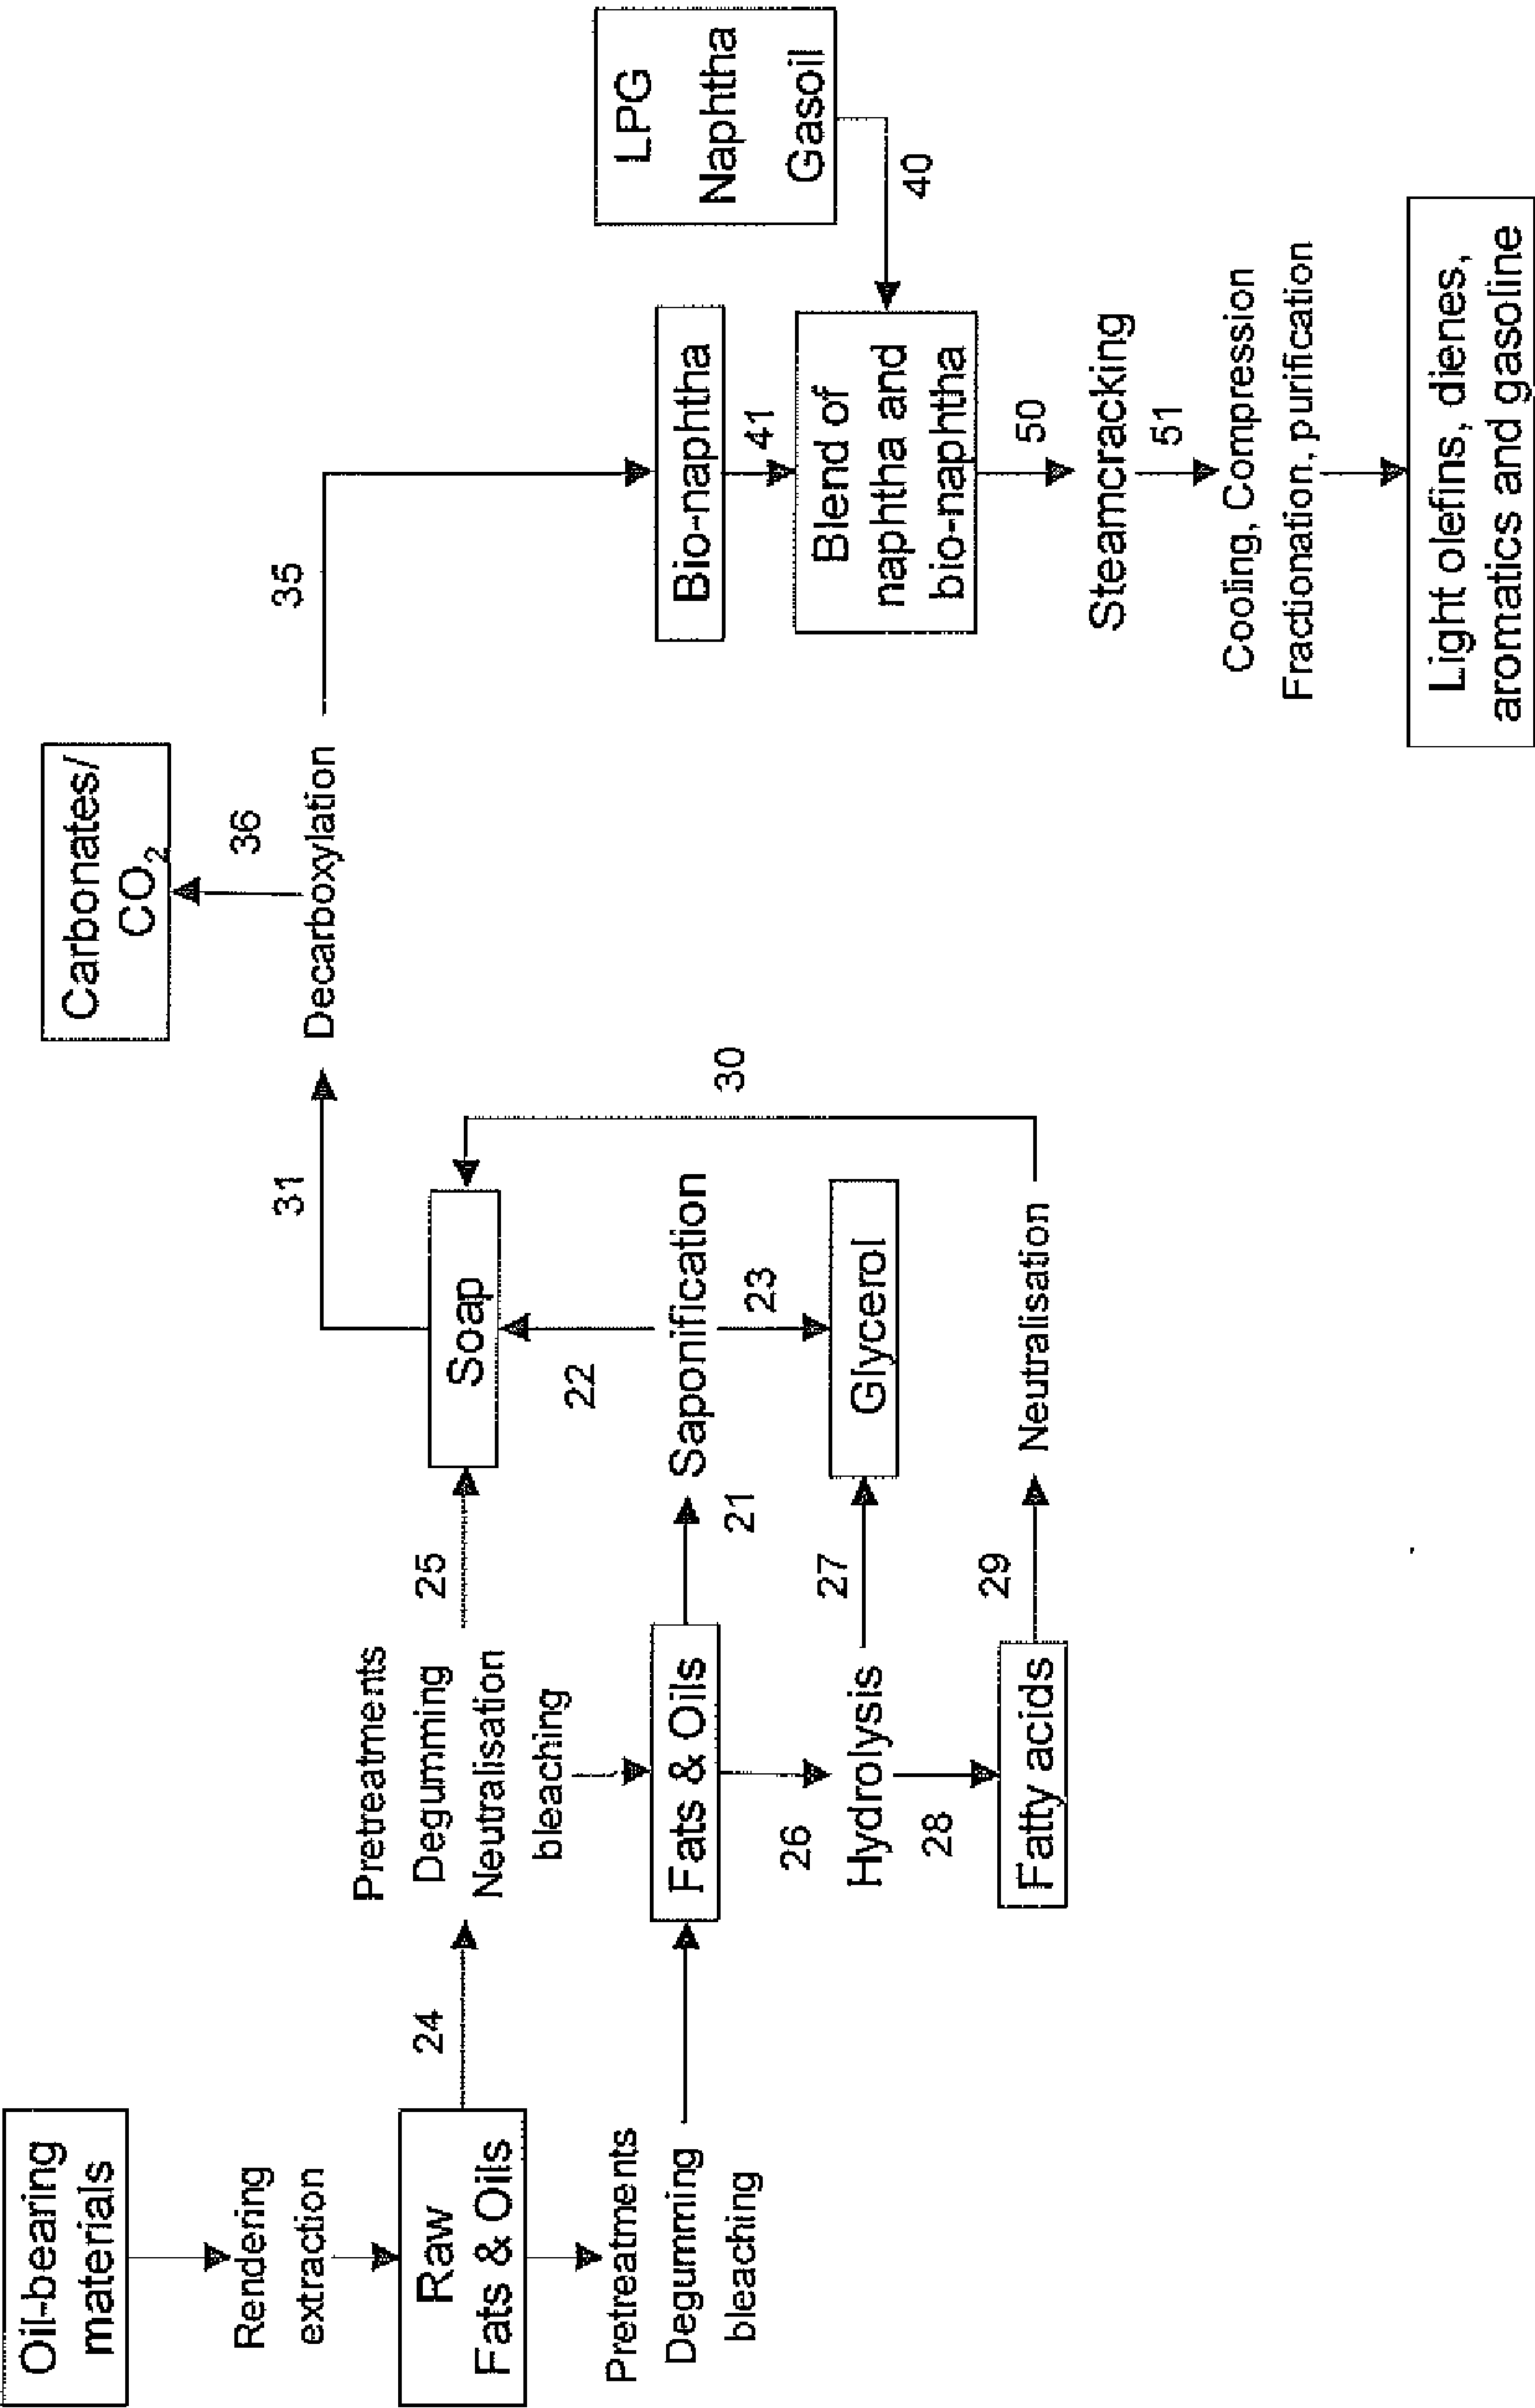 Oil-bearing
materials
Rendering
extraction
Raw
Fats & Oils
Pretreatments
Degumming
bleaching
24
Pretreatments
Degumming
Neutralisation
bleaching
25
Fats & Oils
21
26
Hydrolysis
27
28
Fatty acids
29
Soap
22
Saponification
23
Glycerol
Neutralisation
30
31
Carbonates/
CO₂
36
Decarboxylation
35
Bio-naphtha
41
LPG
Naphtha
Gasoil
40
Blend of
naphtha and
bio-naphtha
50
Steamcracking
51
Cooling, Compression
Fractionation, purification
Light olefins, dienes,
aromatics and gasoline